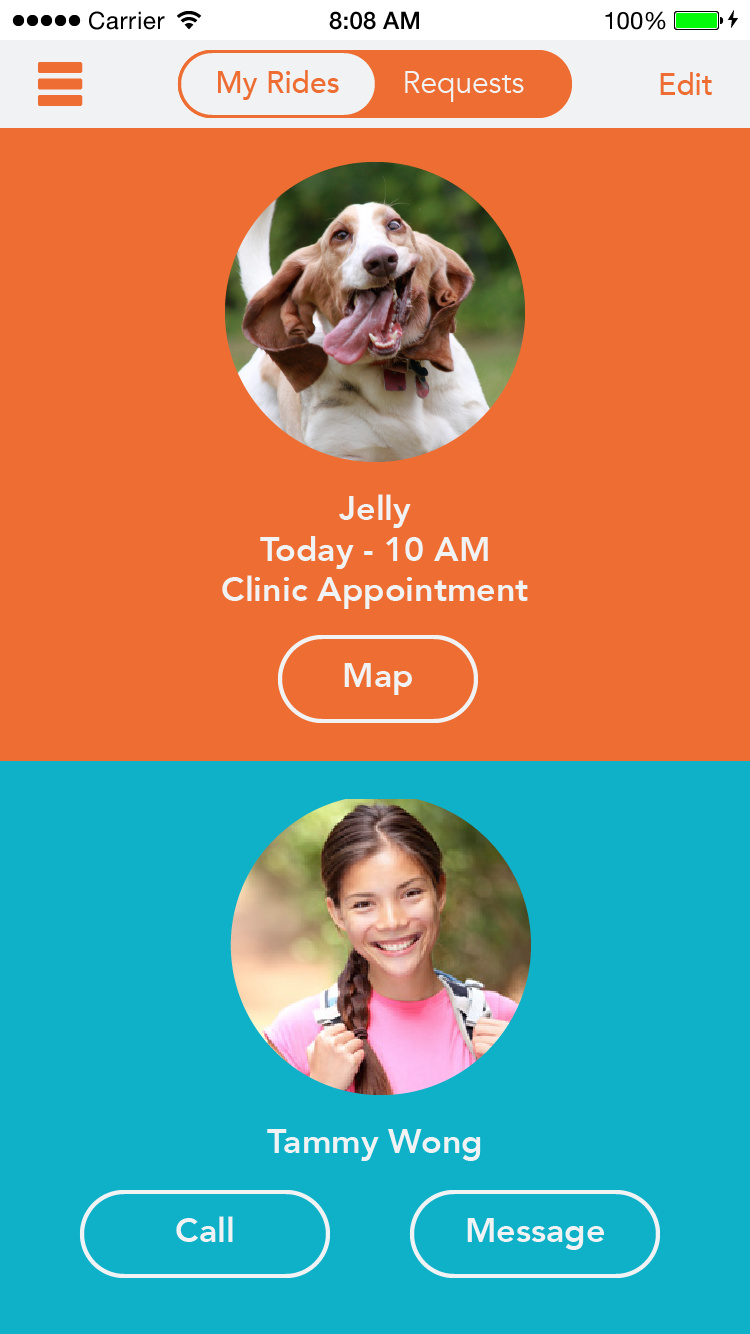 Carrier 8:08 AM 100%
My Rides Requests Edit
Jelly
Today - 10 AM
Clinic Appointment
Map
Tammy Wong
Call Message